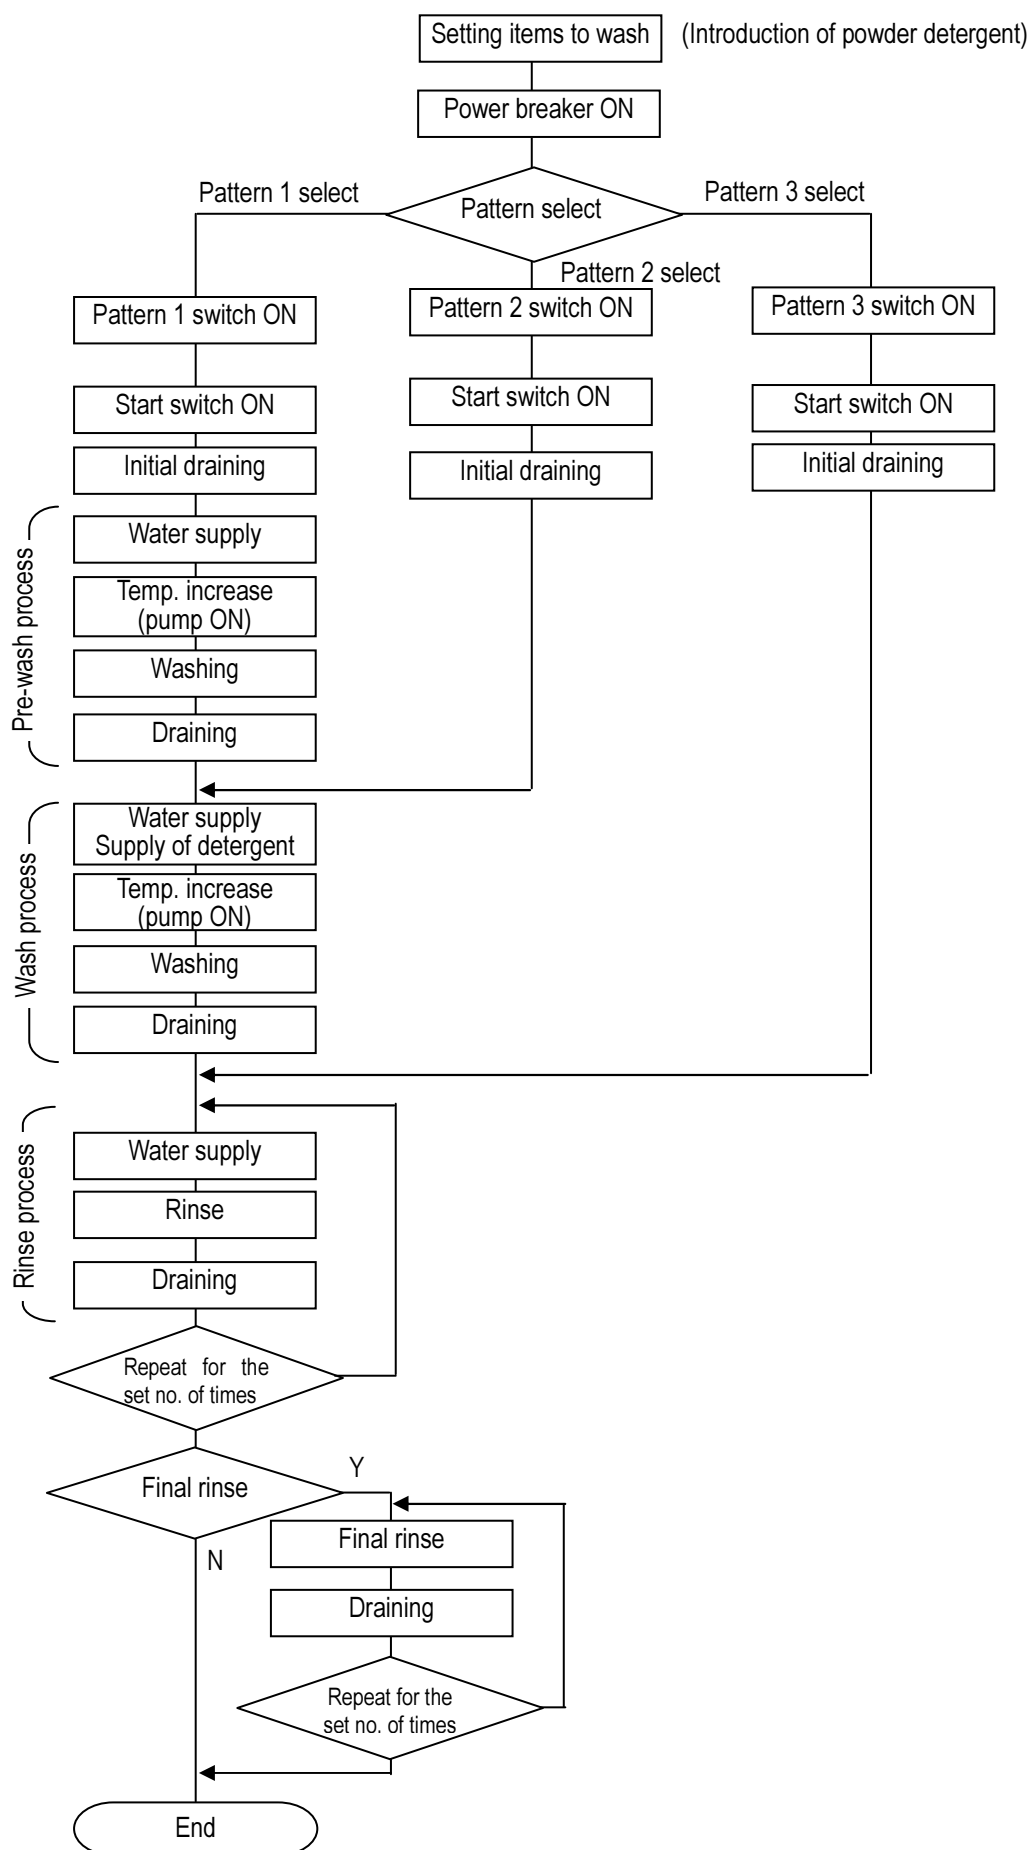 Setting items to wash (Introduction of powder detergent)
Power breaker ON
Pattern 1 select
Pattern select
Pattern 3 select
Pattern 2 select
Pattern 1 switch ON
Pattern 2 switch ON
Pattern 3 switch ON
Start switch ON
Start switch ON
Start switch ON
Initial draining
Initial draining
Initial draining
Pre-wash process
Water supply
Temp. increase
(pump ON)
Washing
Draining
Wash process
Water supply
Supply of detergent
Temp. increase
(pump ON)
Washing
Draining
Rinse process
Water supply
Rinse
Draining
Repeat for the
set no. of times
Final rinse
Y
N
Final rinse
Draining
Repeat for the
set no. of times
End